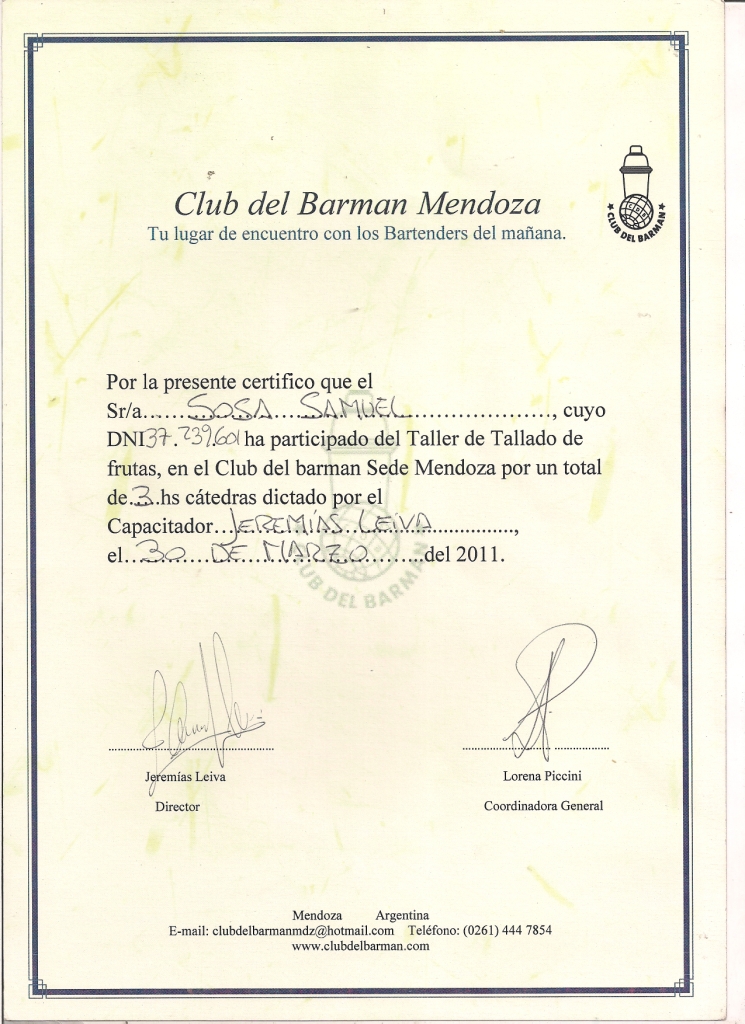 Club del Barman Mendoza
Tu lugar de encuentro con los Bartenders del mañana.
CLUB DEL BARMAN
Por la presente certifico que el
Sr/a......SOSA....SAMUEL......................, cuyo
DNI37.239.601 ha participado del Taller de Tallado de
frutas, en el Club del barman Sede Mendoza por un total
de.3.hs cátedras dictado por el
Capacitador...JEREMÍAS LEIVA..............,
el...30......DE MARZO.........del 2011.
CLUB DEL BARMAN
Jeremías Leiva
Director
Lorena Piccini
Coordinadora General
Mendoza Argentina
E-mail: clubdelbarmanmdz@hotmail.com Teléfono: (0261) 444 7854
www.clubdelbarman.com